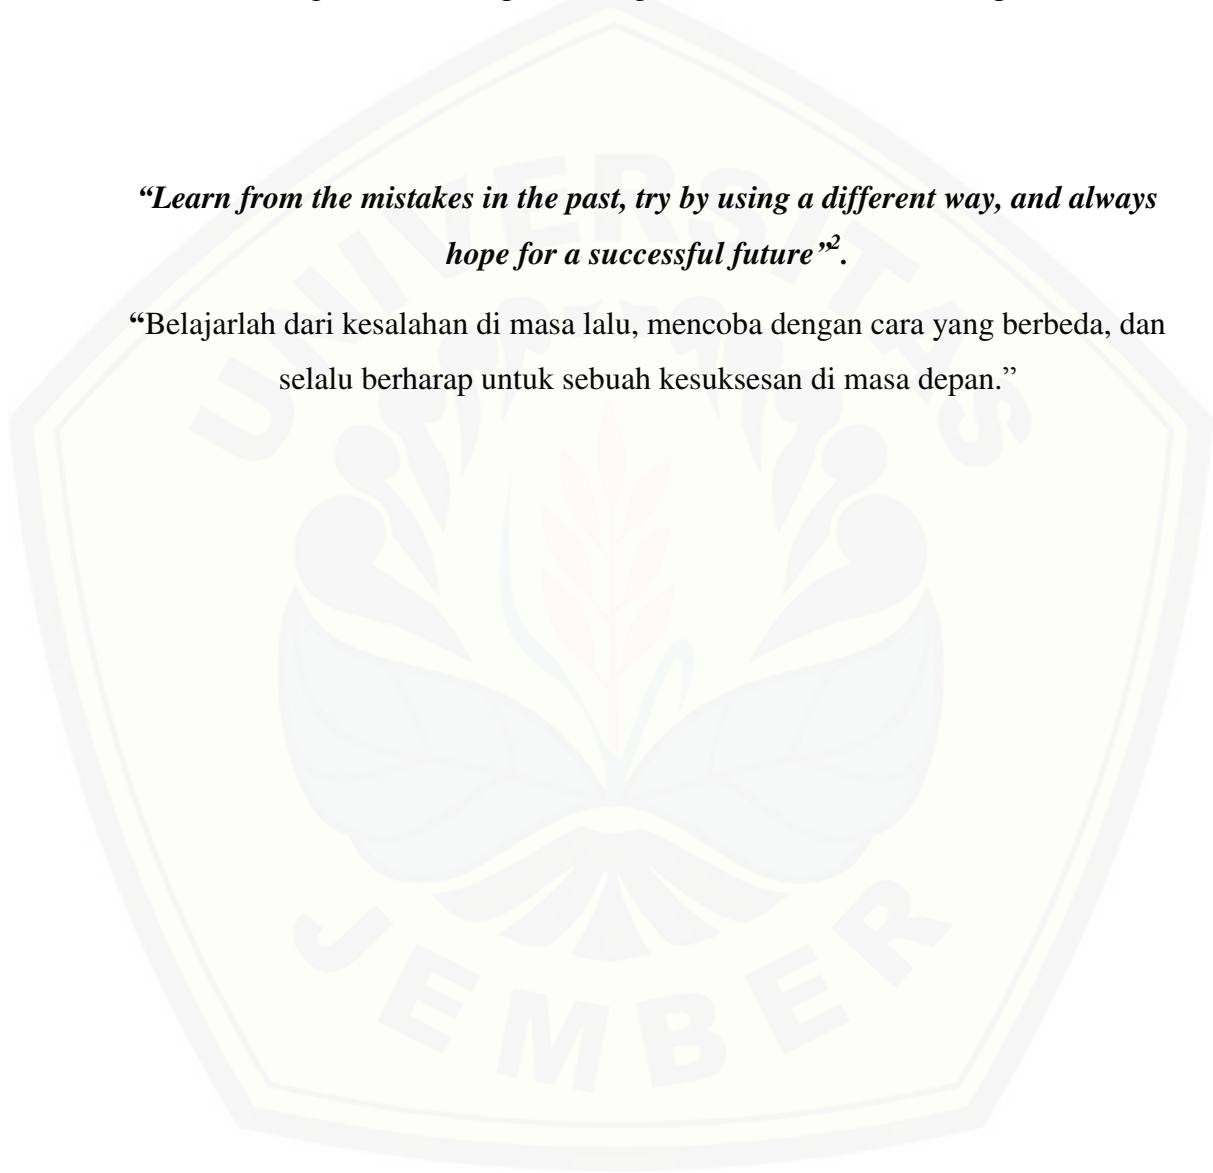 “Learn from the mistakes in the past, try by using a different way, and always
hope for a successful future”2.
“Belajarlah dari kesalahan di masa lalu, mencoba dengan cara yang berbeda, dan
selalu berharap untuk sebuah kesuksesan di masa depan.”
UNIVERSITAS
JEMBER